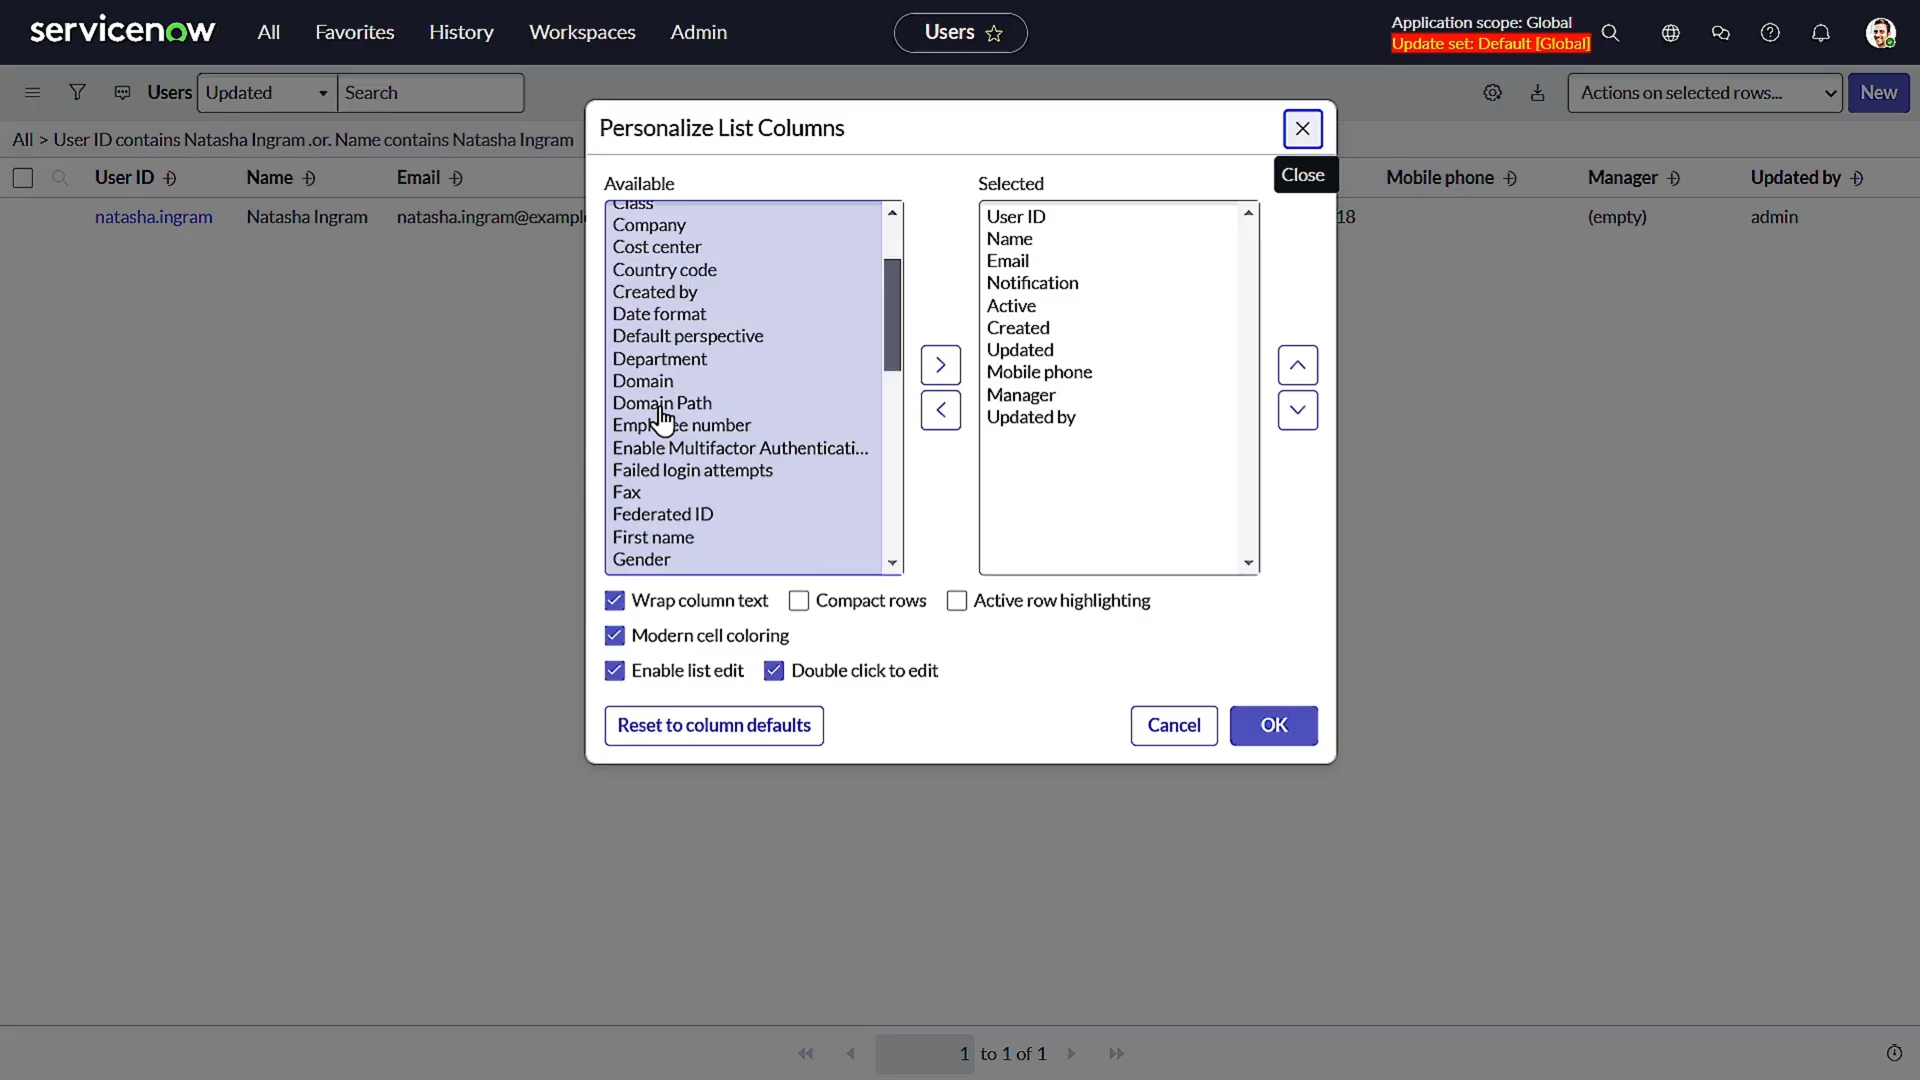 servicenow
All
Favorites
History
Workspaces
Admin
Users
Application scope: Global
Update set: Default [Global]
Users
Updated
Search
Actions on selected rows...
New
All > User ID contains Natasha Ingram .or. Name contains Natasha Ingram
User ID
Name
Email
Mobile phone
Manager
Updated by
natasha.ingram
Natasha Ingram
natasha.ingram@exampl
18
(empty)
admin
Personalize List Columns
Close
Available
Class
Company
Cost center
Country code
Created by
Date format
Default perspective
Department
Domain
Domain Path
Employee number
Enable Multifactor Authenticati...
Failed login attempts
Fax
Federated ID
First name
Gender
Selected
User ID
Name
Email
Notification
Active
Created
Updated
Mobile phone
Manager
Updated by
Wrap column text
Compact rows
Active row highlighting
Modern cell coloring
Enable list edit
Double click to edit
Reset to column defaults
Cancel
OK
1 to 1 of 1